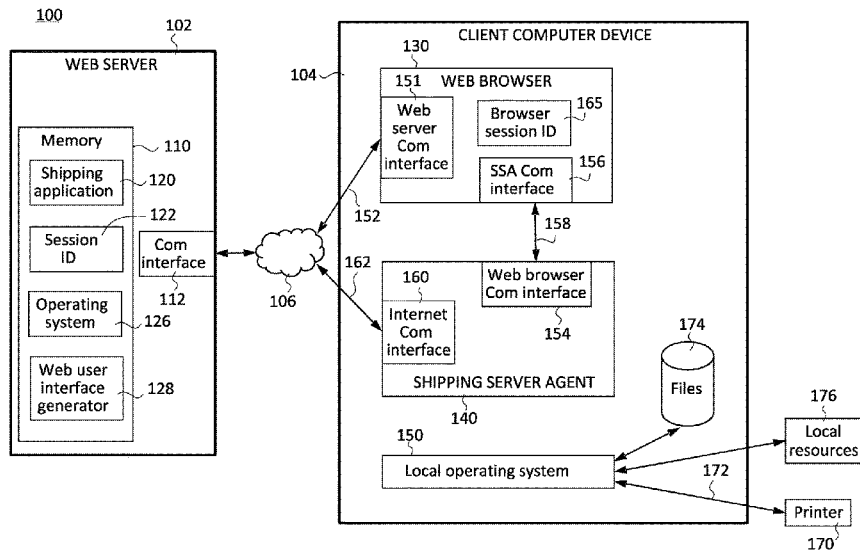 100
102
WEB SERVER
Memory
110
Shipping
application
120
122
Session
ID
Operating
system
126
Web user
interface
generator
128
Com
interface
112
106
152
162
CLIENT COMPUTER DEVICE
104
130
WEB BROWSER
151
Web
server
Com
interface
Browser
session ID
165
SSA Com
interface
156
158
160
Internet
Com
interface
Web browser
Com interface
154
SHIPPING SERVER AGENT
140
174
Files
150
Local operating system
176
Local
resources
172
Printer
170